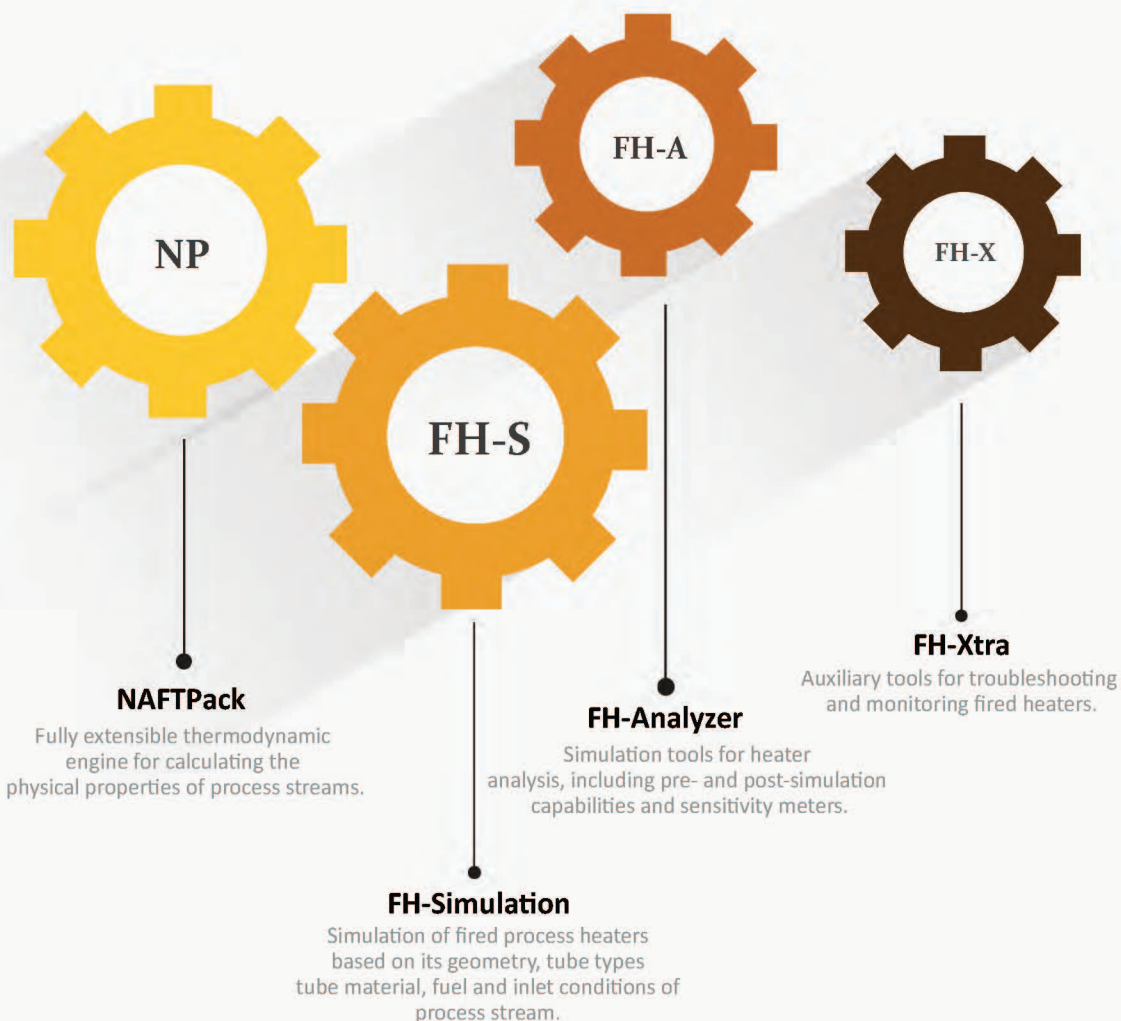 NP
FH-S
FH-A
FH-X
NAFTPack
Fully extensible thermodynamic
engine for calculating the
physical properties of process streams.
FH-Simulation
Simulation of fired process heaters
based on its geometry, tube types
tube material, fuel and inlet conditions of
process stream.
FH-Analyzer
Simulation tools for heater
analysis, including pre- and post-simulation
capabilities and sensitivity meters.
FH-Xtra
Auxiliary tools for troubleshooting
and monitoring fired heaters.